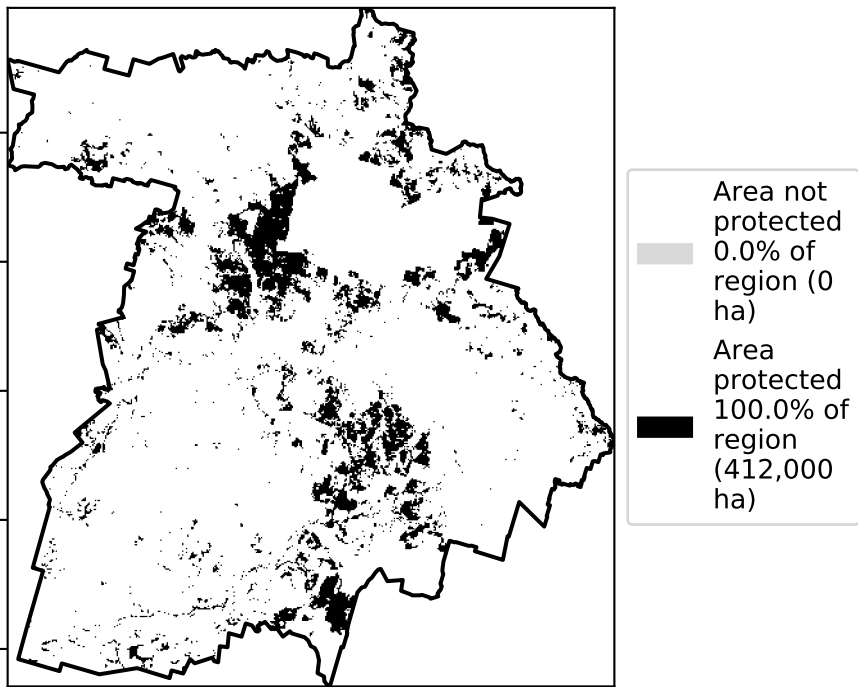 Area not
protected
0.0% of
region (0
ha)
Area
protected
100.0% of
region
(412,000
ha)